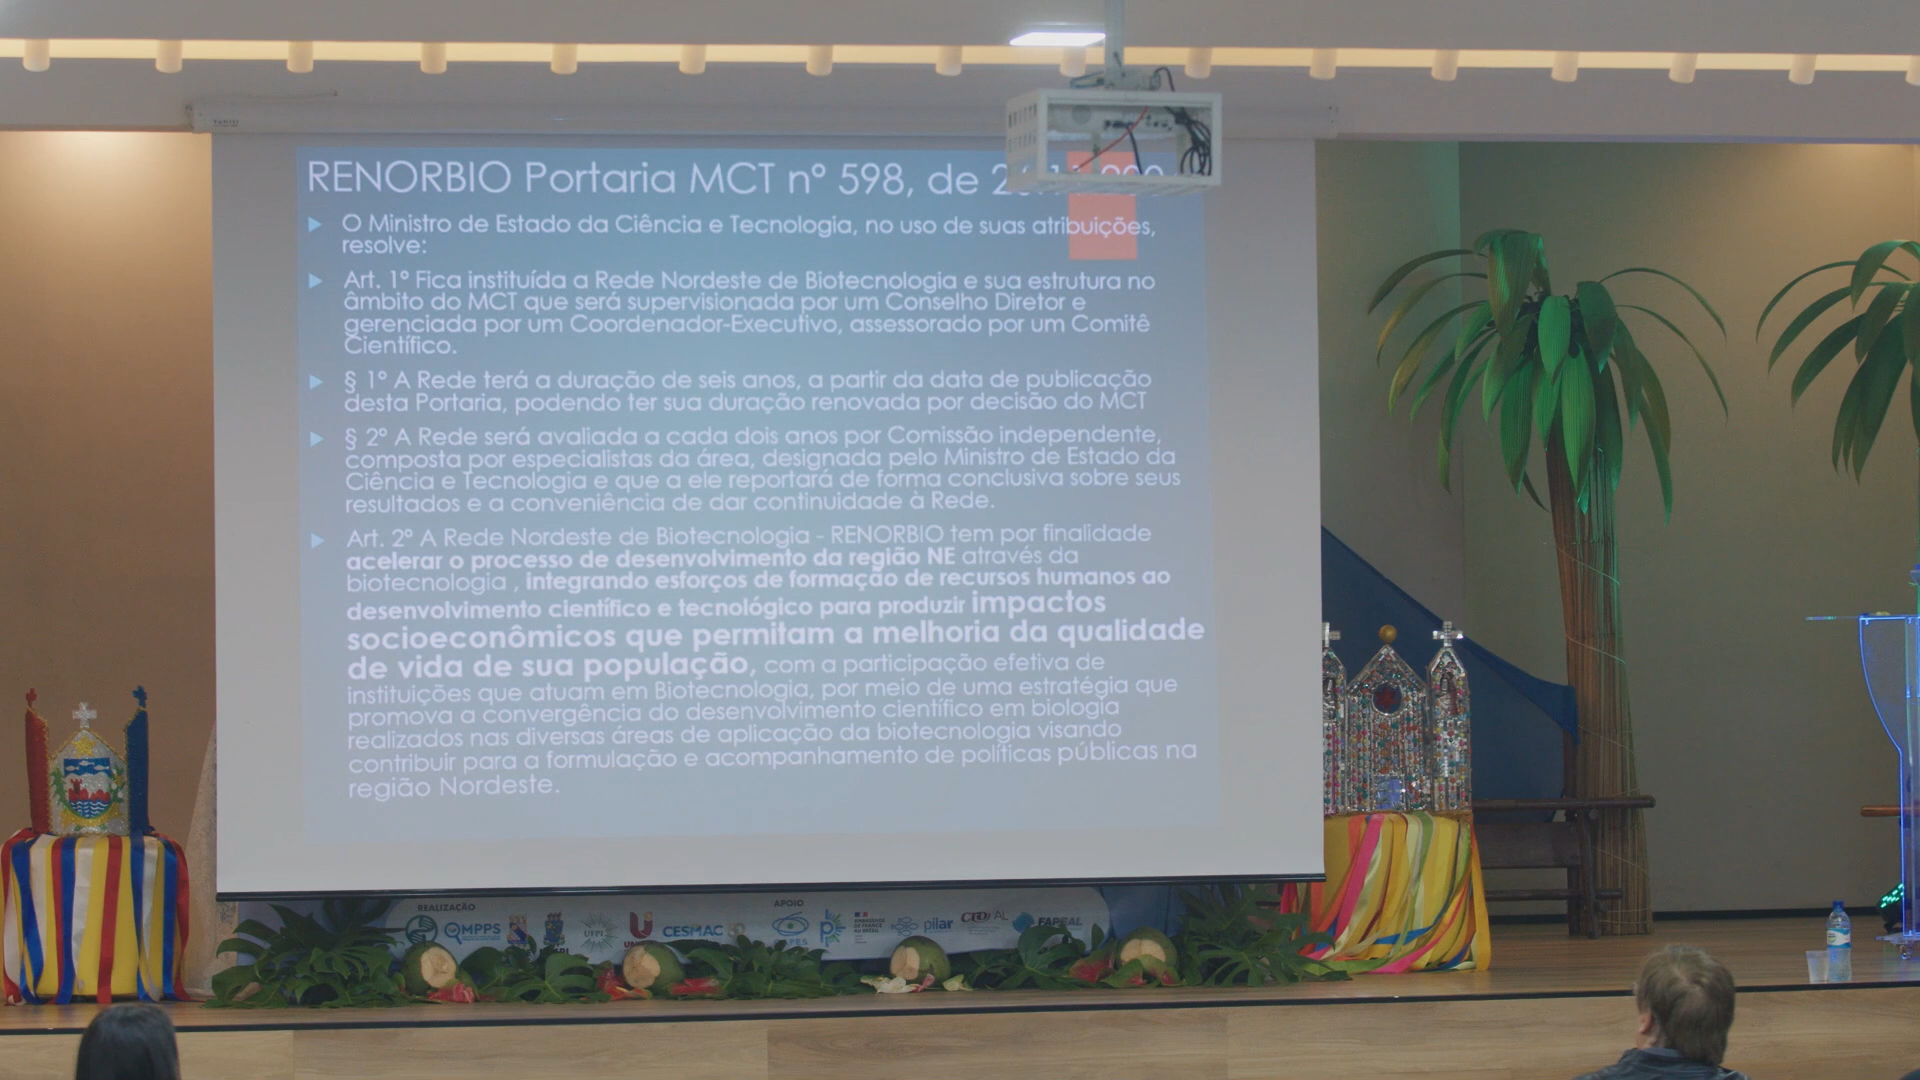 RENORBIO Portaria MCT nº 598, de
O Ministro de Estado da Ciência e Tecnologia, no uso de suas atribuições,
resolve:
Art. 1º Fica instituída a Rede Nordeste de Biotecnologia e sua estrutura no
âmbito do MCT que será supervisionada por um Conselho Diretor e
gerenciada por um Coordenador-Executivo, assessorado por um Comitê
Científico.
§ 1º A Rede terá a duração de seis anos, a partir da data de publicação
desta Portaria, podendo ter sua duração renovada por decisão do MCT
§ 2º A Rede será avaliada a cada dois anos por Comissão independente,
composta por especialistas da área, designada pelo Ministro de Estado da
Ciência e Tecnologia e que a ele reportará de forma conclusiva sobre seus
resultados e a conveniência de dar continuidade à Rede.
Art. 2º A Rede Nordeste de Biotecnologia - RENORBIO tem por finalidade
acelerar o processo de desenvolvimento da região NE através da
biotecnologia , integrando esforços de formação de recursos humanos ao
desenvolvimento científico e tecnológico para produzir impactos
socioeconômicos que permitam a melhoria da qualidade
de vida de sua população, com a participação efetiva de
instituições que atuam em Biotecnologia, por meio de uma estratégia que
promova a convergência do desenvolvimento científico em biologia
realizados nas diversas áreas de aplicação da biotecnologia visando
contribuir para a formulação e acompanhamento de políticas públicas na
região Nordeste.
REALIZAÇÃO
APOIO
MPPS
UFPI
CESMAC
pilar
FAPEAL